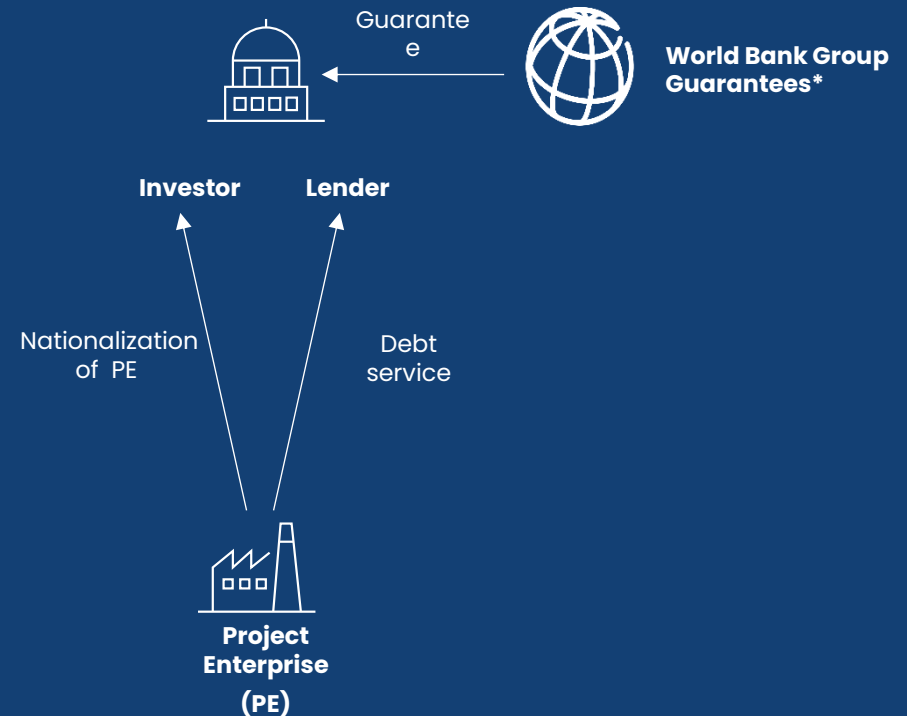 Guarante
e
World Bank Group
Guarantees*
Investor
Lender
Nationalization
of PE
Debt
service
Project
Enterprise
(PE)